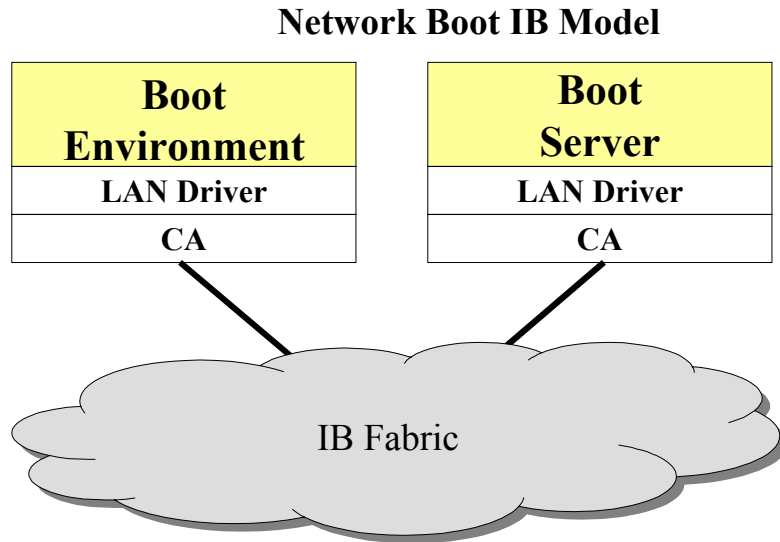 Network Boot IB Model
Boot
Environment
LAN Driver
CA
Boot
Server
LAN Driver
CA
IB Fabric